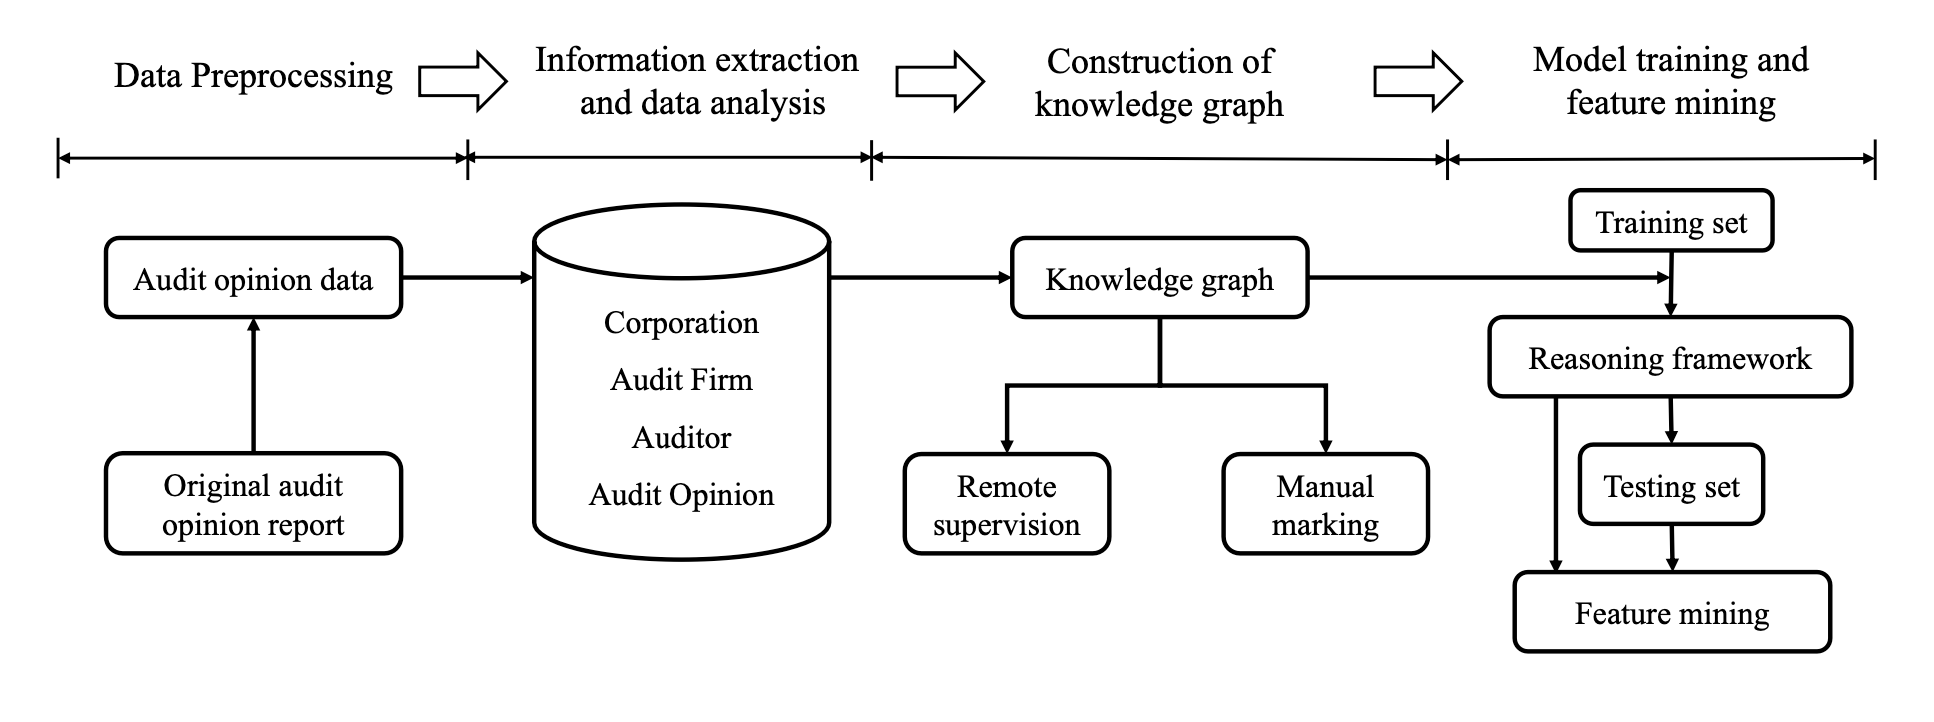 Data Preprocessing
Information extraction
and data analysis
Construction of
knowledge graph
Model training and
feature mining
Audit opinion data
Original audit
opinion report
Corporation
Audit Firm
Auditor
Audit Opinion
Knowledge graph
Remote
supervision
Manual
marking
Training set
Reasoning framework
Testing set
Feature mining